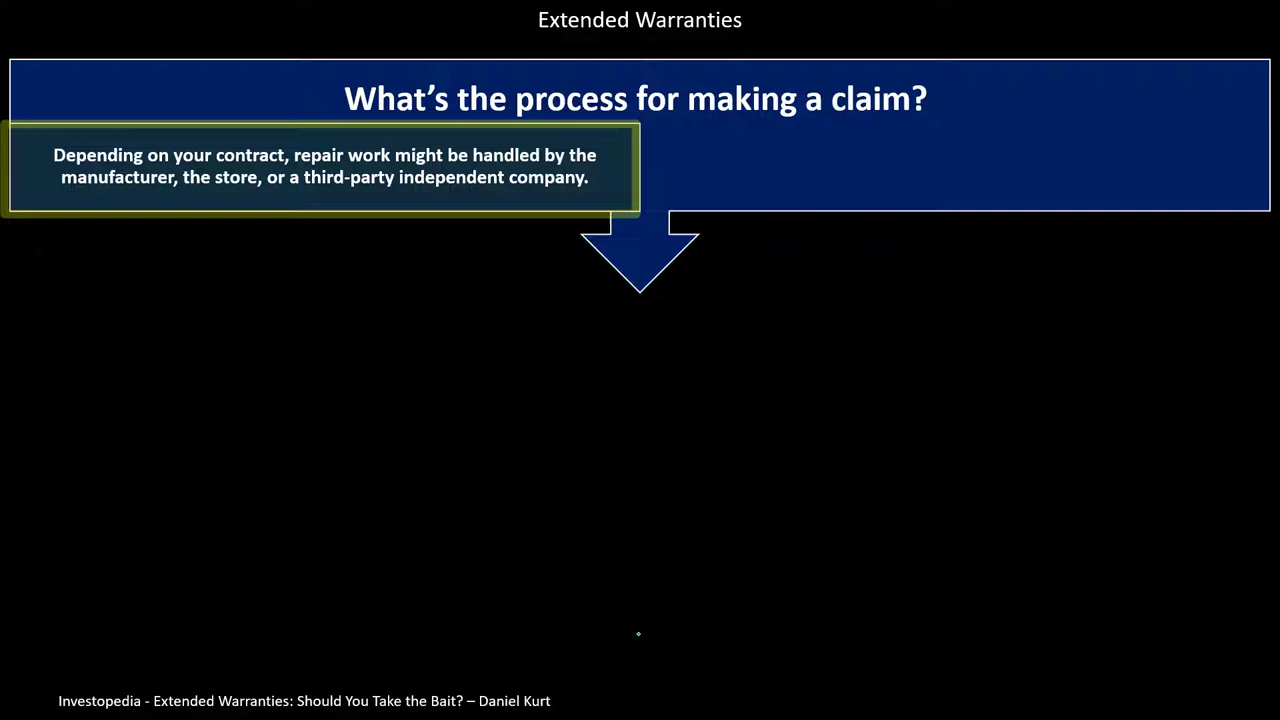 Extended Warranties
What’s the process for making a claim?
Depending on your contract, repair work might be handled by the
manufacturer, the store, or a third-party independent company.
Investopedia - Extended Warranties: Should You Take the Bait? – Daniel Kurt